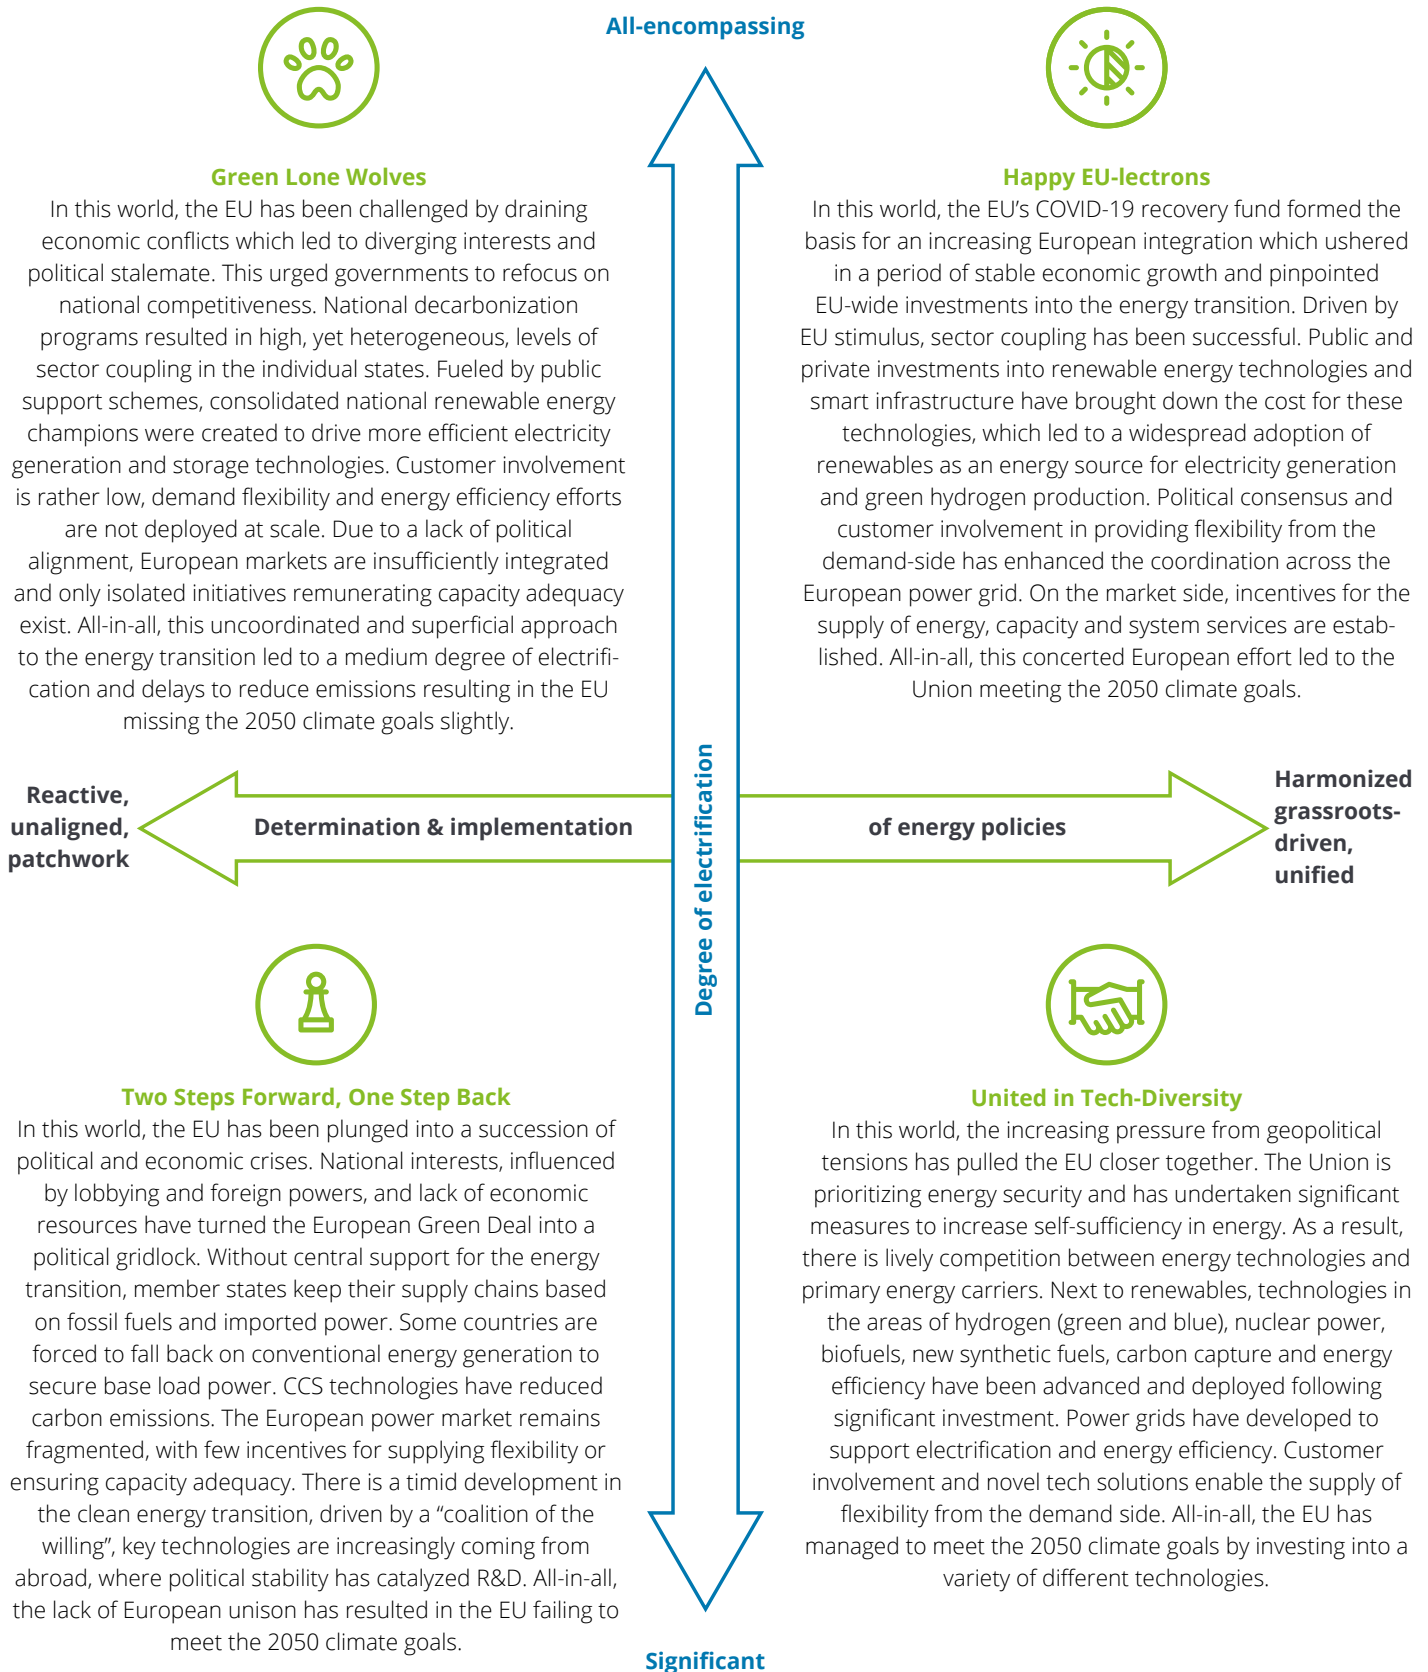 All-encompassing
Green Lone Wolves
In this world, the EU has been challenged by draining
economic conflicts which led to diverging interests and
political stalemate. This urged governments to refocus on
national competitiveness. National decarbonization
programs resulted in high, yet heterogeneous, levels of
sector coupling in the individual states. Fueled by public
support schemes, consolidated national renewable energy
champions were created to drive more efficient electricity
generation and storage technologies. Customer involvement
is rather low, demand flexibility and energy efficiency efforts
are not deployed at scale. Due to a lack of political
alignment, European markets are insufficiently integrated
and only isolated initiatives remunerating capacity adequacy
exist. All-in-all, this uncoordinated and superficial approach
to the energy transition led to a medium degree of electrifi-
cation and delays to reduce emissions resulting in the EU
missing the 2050 climate goals slightly.
Happy EU-lectrons
In this world, the EU’s COVID-19 recovery fund formed the
basis for an increasing European integration which ushered
in a period of stable economic growth and pinpointed
EU-wide investments into the energy transition. Driven by
EU stimulus, sector coupling has been successful. Public and
private investments into renewable energy technologies and
smart infrastructure have brought down the cost for these
technologies, which led to a widespread adoption of
renewables as an energy source for electricity generation
and green hydrogen production. Political consensus and
customer involvement in providing flexibility from the
demand-side has enhanced the coordination across the
European power grid. On the market side, incentives for the
supply of energy, capacity and system services are estab-
lished. All-in-all, this concerted European effort led to the
Union meeting the 2050 climate goals.
Reactive,
unaligned,
patchwork
Determination & implementation
of energy policies
Harmonized
grassroots-
driven,
unified
Degree of electrification
Two Steps Forward, One Step Back
In this world, the EU has been plunged into a succession of
political and economic crises. National interests, influenced
by lobbying and foreign powers, and lack of economic
resources have turned the European Green Deal into a
political gridlock. Without central support for the energy
transition, member states keep their supply chains based
on fossil fuels and imported power. Some countries are
forced to fall back on conventional energy generation to
secure base load power. CCS technologies have reduced
carbon emissions. The European power market remains
fragmented, with few incentives for supplying flexibility or
ensuring capacity adequacy. There is a timid development in
the clean energy transition, driven by a “coalition of the
willing”, key technologies are increasingly coming from
abroad, where political stability has catalyzed R&D. All-in-all,
the lack of European unison has resulted in the EU failing to
meet the 2050 climate goals.
United in Tech-Diversity
In this world, the increasing pressure from geopolitical
tensions has pulled the EU closer together. The Union is
prioritizing energy security and has undertaken significant
measures to increase self-sufficiency in energy. As a result,
there is lively competition between energy technologies and
primary energy carriers. Next to renewables, technologies in
the areas of hydrogen (green and blue), nuclear power,
biofuels, new synthetic fuels, carbon capture and energy
efficiency have been advanced and deployed following
significant investment. Power grids have developed to
support electrification and energy efficiency. Customer
involvement and novel tech solutions enable the supply of
flexibility from the demand side. All-in-all, the EU has
managed to meet the 2050 climate goals by investing into a
variety of different technologies.
Significant